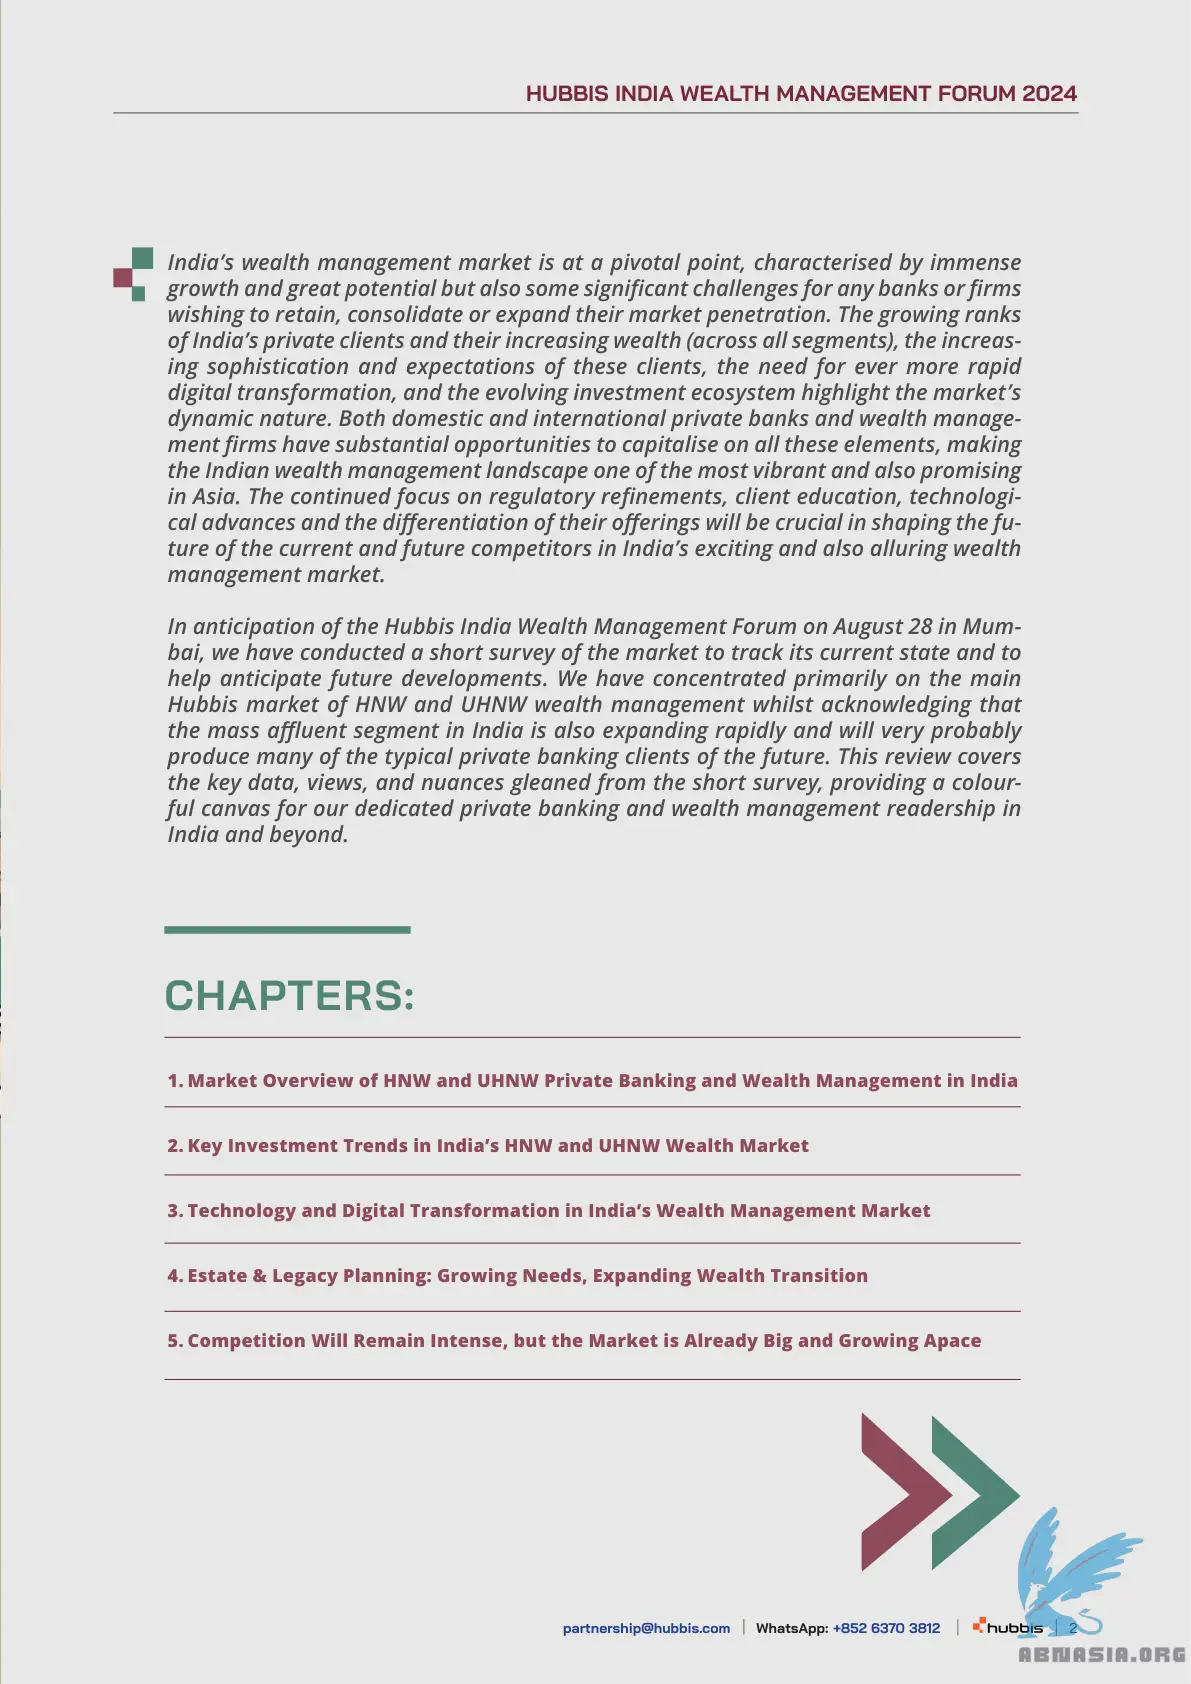 HUBBIS INDIA WEALTH MANAGEMENT FORUM 2024
India’s wealth management market is at a pivotal point, characterised by immense
growth and great potential but also some significant challenges for any banks or firms
wishing to retain, consolidate or expand their market penetration. The growing ranks
of India’s private clients and their increasing wealth (across all segments), the increas-
ing sophistication and expectations of these clients, the need for ever more rapid
digital transformation, and the evolving investment ecosystem highlight the market’s
dynamic nature. Both domestic and international private banks and wealth manage-
ment firms have substantial opportunities to capitalise on all these elements, making
the Indian wealth management landscape one of the most vibrant and also promising
in Asia. The continued focus on regulatory refinements, client education, technologi-
cal advances and the differentiation of their offerings will be crucial in shaping the fu-
ture of the current and future competitors in India’s exciting and also alluring wealth
management market.
In anticipation of the Hubbis India Wealth Management Forum on August 28 in Mum-
bai, we have conducted a short survey of the market to track its current state and to
help anticipate future developments. We have concentrated primarily on the main
Hubbis market of HNW and UHNW wealth management whilst acknowledging that
the mass affluent segment in India is also expanding rapidly and will very probably
produce many of the typical private banking clients of the future. This review covers
the key data, views, and nuances gleaned from the short survey, providing a colour-
ful canvas for our dedicated private banking and wealth management readership in
India and beyond.
CHAPTERS:
1. Market Overview of HNW and UHNW Private Banking and Wealth Management in India
2. Key Investment Trends in India’s HNW and UHNW Wealth Market
3. Technology and Digital Transformation in India’s Wealth Management Market
4. Estate & Legacy Planning: Growing Needs, Expanding Wealth Transition
5. Competition Will Remain Intense, but the Market is Already Big and Growing Apace
partnership@hubbis.com | WhatsApp: +852 6370 3812 | hubbis | 2
ABNASIA.ORG